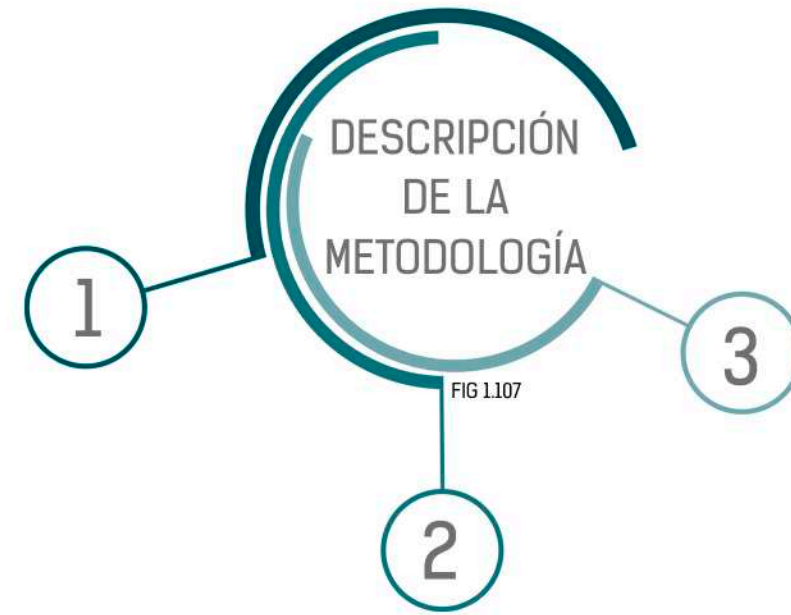 DESCRIPCIÓN
DE LA
METODOLOGÍA
1
3
FIG 1.107
2